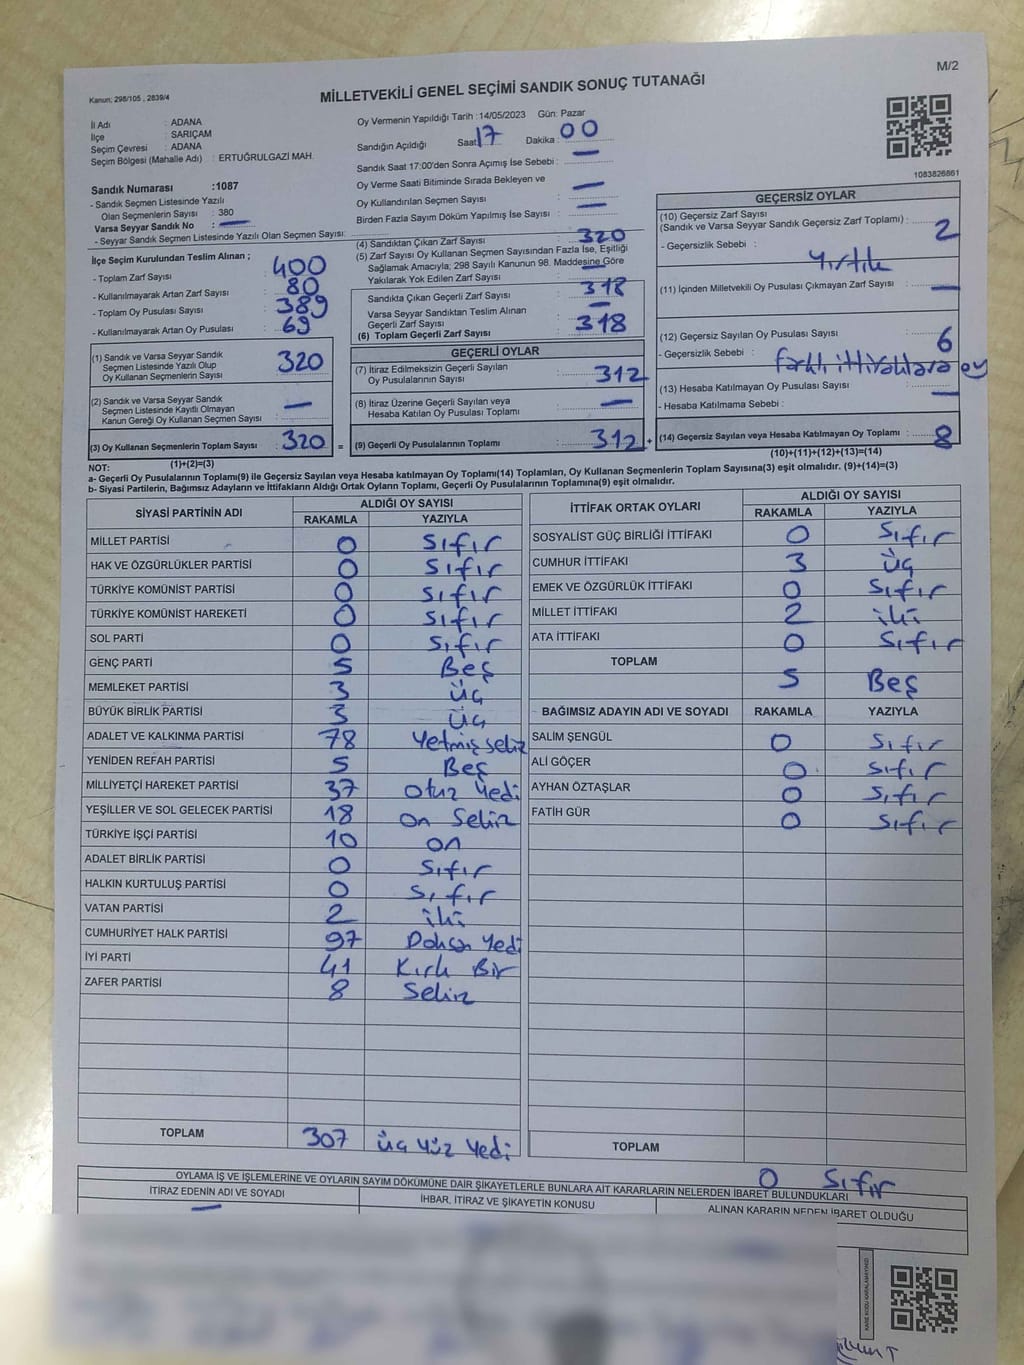 M/2
Kanun; 298/105 , 2839/4
MİLLETVEKİLİ GENEL SEÇİMİ SANDIK SONUÇ TUTANAĞI
İl Adı : ADANA
İlçe : SARIÇAM
Seçim Çevresi : ADANA
Seçim Bölgesi (Mahalle Adı) : ERTUĞRULGAZİ MAH.
Oy Vermenin Yapıldığı Tarih :14/05/2023 Gün: Pazar
Sandığın Açıldığı Saat 17 Dakika : 00
Sandık Saat 17:00'den Sonra Açımış İse Sebebi : —
Oy Verme Saati Bitiminde Sırada Bekleyen ve
Oy Kullandırılan Seçmen Sayısı : —
Birden Fazla Sayım Döküm Yapılmış İse Sayısı : —
1083826861
Sandık Numarası :1087
- Sandık Seçmen Listesinde Yazılı
Olan Seçmenlerin Sayısı : 380
Varsa Seyyar Sandık No : —
- Seyyar Sandık Seçmen Listesinde Yazılı Olan Seçmen Sayısı:
İlçe Seçim Kurulundan Teslim Alınan ;
- Toplam Zarf Sayısı : 400
- Kullanılmayarak Artan Zarf Sayısı : 80
- Toplam Oy Pusulası Sayısı : 389
- Kullanılmayarak Artan Oy Pusulası : 69
(1) Sandık ve Varsa Seyyar Sandık
Seçmen Listesinde Yazılı Olup
Oy Kullanan Seçmenlerin Sayısı : 320
(2) Sandık ve Varsa Seyyar Sandık
Seçmen Listesinde Kayıtlı Olmayan
Kanun Gereği Oy Kullanan Seçmen Sayısı : —
(3) Oy Kullanan Seçmenlerin Toplam Sayısı : 320 =
(1)+(2)=(3)
(4) Sandıktan Çıkan Zarf Sayısı : 320
(5) Zarf Sayısı Oy Kullanan Seçmen Sayısından Fazla İse, Eşitliği
Sağlamak Amacıyla; 298 Sayılı Kanunun 98. Maddesine Göre
Yakılarak Yok Edilen Zarf Sayısı : —
Sandıkta Çıkan Geçerli Zarf Sayısı : 318
Varsa Seyyar Sandıktan Teslim Alınan
Geçerli Zarf Sayısı : —
(6) Toplam Geçerli Zarf Sayısı : 318
GEÇERLİ OYLAR
(7) İtiraz Edilmeksizin Geçerli Sayılan
Oy Pusulalarının Sayısı : 312
(8) İtiraz Üzerine Geçerli Sayılan veya
Hesaba Katılan Oy Pusulası Toplamı : —
(9) Geçerli Oy Pusulalarının Toplamı : 312 +
GEÇERSİZ OYLAR
(10) Geçersiz Zarf Sayısı
(Sandık ve Varsa Seyyar Sandık Geçersiz Zarf Toplamı) : 2
- Geçersizlik Sebebi : Yırtık
(11) İçinden Milletvekili Oy Pusulası Çıkmayan Zarf Sayısı : —
(12) Geçersiz Sayılan Oy Pusulası Sayısı : 6
- Geçersizlik Sebebi : farklı ittifaklara oy
(13) Hesaba Katılmayan Oy Pusulası Sayısı : —
- Hesaba Katılmama Sebebi :
(14) Geçersiz Sayılan veya Hesaba Katılmayan Oy Toplamı : 8
(10)+(11)+(12)+(13)=(14)
NOT:
a- Geçerli Oy Pusulalarının Toplamı(9) ile Geçersiz Sayılan veya Hesaba katılmayan Oy Toplamı(14) Toplamları, Oy Kullanan Seçmenlerin Toplam Sayısına(3) eşit olmalıdır. (9)+(14)=(3)
b- Siyasi Partilerin, Bağımsız Adayların ve İttifakların Aldığı Ortak Oyların Toplamı, Geçerli Oy Pusulalarının Toplamına(9) eşit olmalıdır.
SİYASİ PARTİNİN ADI ALDIĞI OY SAYISI
RAKAMLA YAZIYLA
MİLLET PARTİSİ 0 Sıfır
HAK VE ÖZGÜRLÜKLER PARTİSİ 0 Sıfır
TÜRKİYE KOMÜNİST PARTİSİ 0 Sıfır
TÜRKİYE KOMÜNİST HAREKETİ 0 Sıfır
SOL PARTİ 0 Sıfır
GENÇ PARTİ 5 Beş
MEMLEKET PARTİSİ 3 üç
BÜYÜK BİRLİK PARTİSİ 3 üç
ADALET VE KALKINMA PARTİSİ 78 Yetmiş sekiz
YENİDEN REFAH PARTİSİ 5 Beş
MİLLİYETÇİ HAREKET PARTİSİ 37 Otuz Yedi
YEŞİLLER VE SOL GELECEK PARTİSİ 18 On Sekiz
TÜRKİYE İŞÇİ PARTİSİ 10 On
ADALET BİRLİK PARTİSİ 0 Sıfır
HALKIN KURTULUŞ PARTİSİ 0 Sıfır
VATAN PARTİSİ 2 iki
CUMHURİYET HALK PARTİSİ 97 Doksan Yedi
İYİ PARTİ 41 Kırk Bir
ZAFER PARTİSİ 8 Sekiz
TOPLAM 307 üç Yüz Yedi
İTTİFAK ORTAK OYLARI ALDIĞI OY SAYISI
RAKAMLA YAZIYLA
SOSYALİST GÜÇ BİRLİĞİ İTTİFAKI 0 Sıfır
CUMHUR İTTİFAKI 3 üç
EMEK VE ÖZGÜRLÜK İTTİFAKI 0 Sıfır
MİLLET İTTİFAKI 2 iki
ATA İTTİFAKI 0 Sıfır
TOPLAM 5 Beş
BAĞIMSIZ ADAYIN ADI VE SOYADI RAKAMLA YAZIYLA
SALİM ŞENGÜL 0 Sıfır
ALİ GÖÇER 0 Sıfır
AYHAN ÖZTAŞLAR 0 Sıfır
FATİH GÜR 0 Sıfır
TOPLAM 0 Sıfır
OYLAMA İŞ VE İŞLEMLERİNE VE OYLARIN SAYIM DÖKÜMÜNE DAİR ŞİKAYETLERLE BUNLARA AİT KARARLARIN NELERDEN İBARET BULUNDUKLARI
İTİRAZ EDENİN ADI VE SOYADI İHBAR, İTİRAZ VE ŞİKAYETİN KONUSU ALINAN KARARIN NEDEN İBARET OLDUĞU
—
KARE KODU KARALAMAYINIZ!